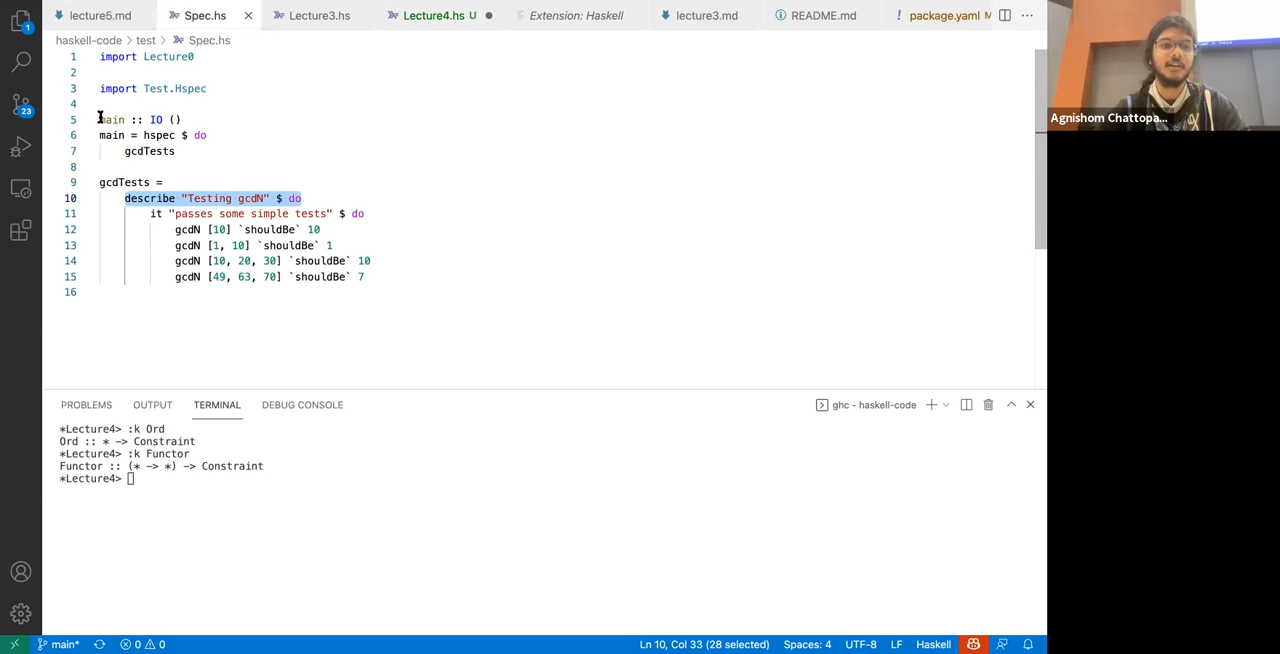 lecture5.md
Spec.hs
Lecture3.hs
Lecture4.hs U
Extension: Haskell
lecture3.md
README.md
package.yaml M
haskell-code > test > Spec.hs
1 import Lecture0
2
3 import Test.Hspec
4
5 main :: IO ()
6 main = hspec $ do
7 gcdTests
8
9 gcdTests =
10 describe "Testing gcdN" $ do
11 it "passes some simple tests" $ do
12 gcdN [10] `shouldBe` 10
13 gcdN [1, 10] `shouldBe` 1
14 gcdN [10, 20, 30] `shouldBe` 10
15 gcdN [49, 63, 70] `shouldBe` 7
16
1
23
Agnishom Chattopa...
PROBLEMS OUTPUT TERMINAL DEBUG CONSOLE
ghc - haskell-code
*Lecture4> :k Ord
Ord :: * -> Constraint
*Lecture4> :k Functor
Functor :: (* -> *) -> Constraint
*Lecture4>
main* 0 0 Ln 10, Col 33 (28 selected) Spaces: 4 UTF-8 LF Haskell